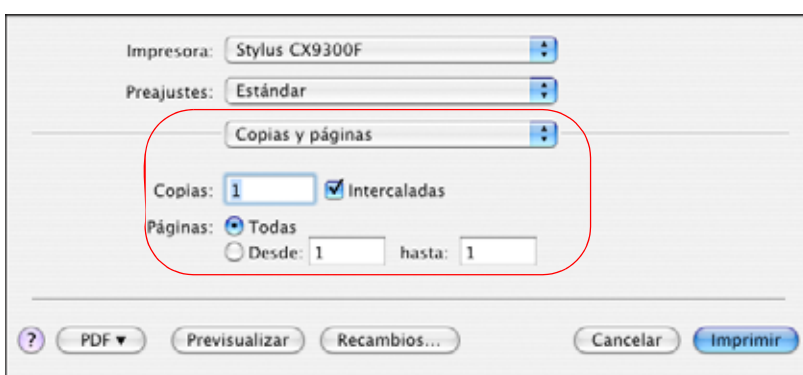 Impresora: Stylus CX9300F
Preajustes: Estándar
Copias y páginas
Copias: 1 Intercaladas
Páginas: Todas
Desde: 1 hasta: 1
? PDF Previsualizar Recambios... Cancelar Imprimir